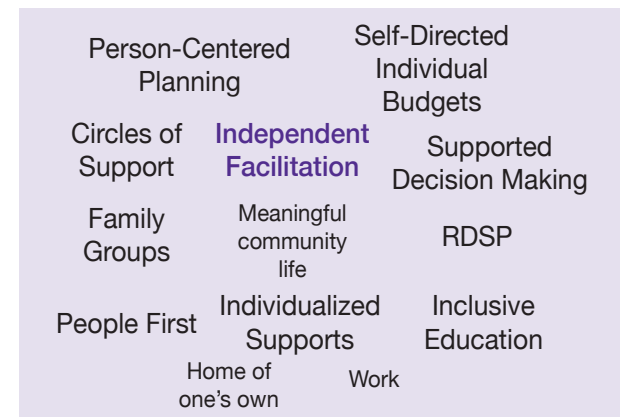 Person-Centered
Planning
Self-Directed
Individual
Budgets
Circles of
Support
Independent
Facilitation
Supported
Decision Making
Family
Groups
Meaningful
community
life
RDSP
People First
Individualized
Supports
Inclusive
Education
Home of
one's own
Work